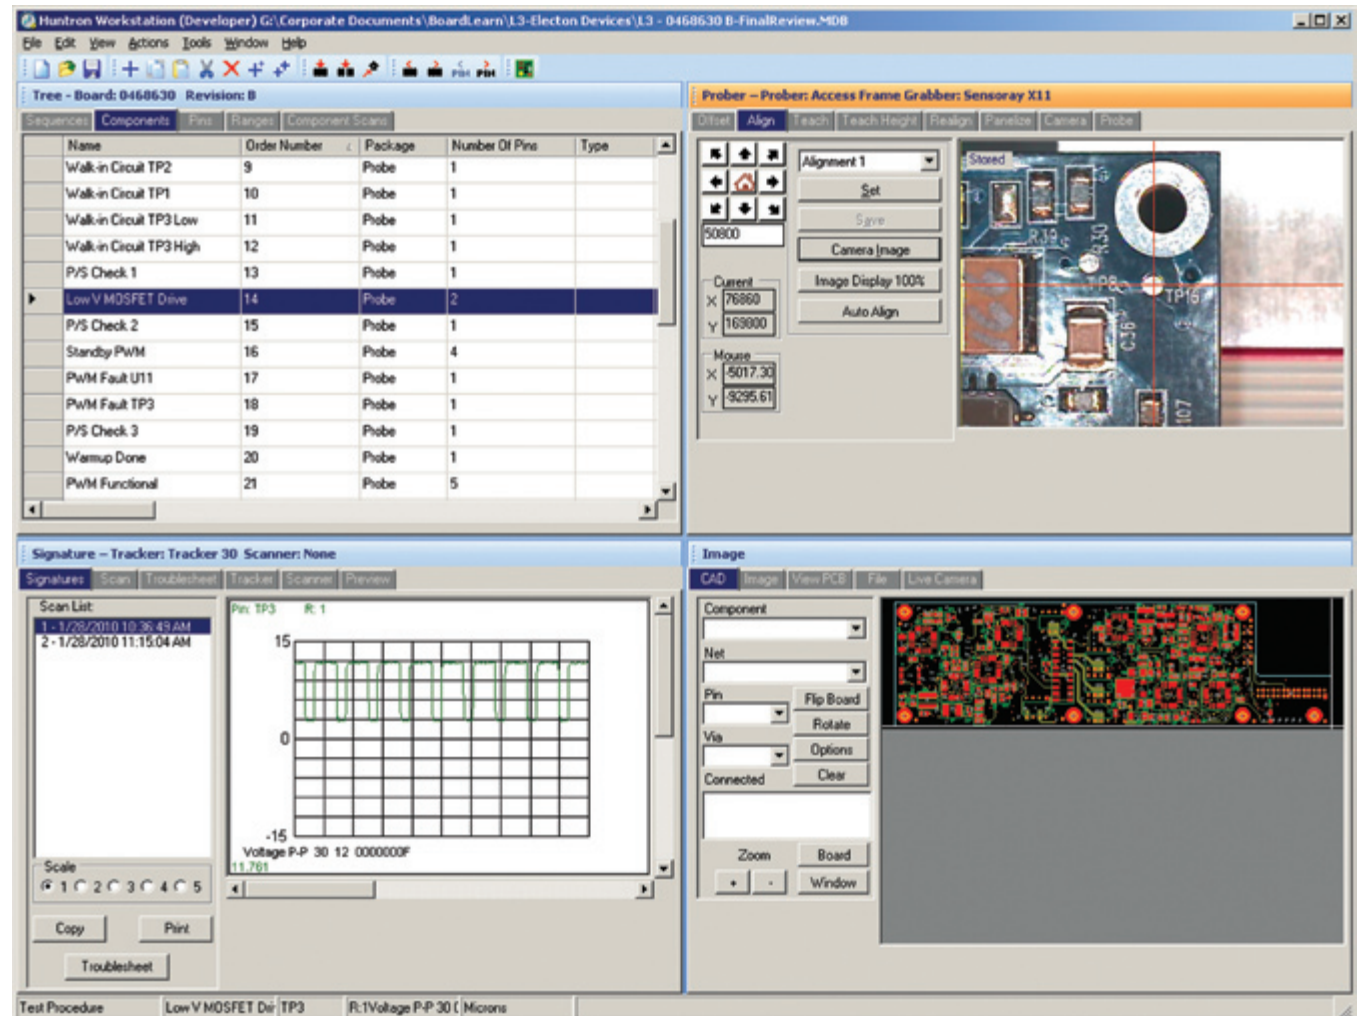 Huntron Workstation (Developer) G:\Corporate Documents\BoardLearn\L3-Electon Devices\L3 - 0468630 B-FinalReview.MDB
File Edit View Actions Tools Window Help
Tree - Board: 0468630 Revision: B
Sequences Components Pins Ranges Component Scans
Name Order Number Package Number Of Pins Type
Walk-in Circuit TP2 9 Probe 1
Walk-in Circuit TP1 10 Probe 1
Walk-in Circuit TP3 Low 11 Probe 1
Walk-in Circuit TP3 High 12 Probe 1
P/S Check 1 13 Probe 1
Low V MOSFET Drive 14 Probe 2
P/S Check 2 15 Probe 1
Standby PWM 16 Probe 4
PWM Fault U11 17 Probe 1
PWM Fault TP3 18 Probe 1
P/S Check 3 19 Probe 1
Warmup Done 20 Probe 1
PWM Functional 21 Probe 5
Prober – Prober: Access Frame Grabber: Sensoray X11
Offset Align Teach Teach Height Realign Panelize Camera Probe
Alignment 1
Set
Save
Camera Image
Image Display 100%
Auto Align
50800
Current
X 76860
Y 169800
Mouse
X -5017.30
Y -9295.61
Stored
R39
R30
TP8
TP16
C36
107
Signature – Tracker: Tracker 30 Scanner: None
Signatures Scan Troublesheet Tracker Scanner Preview
Scan List:
1 - 1/28/2010 10:36:49 AM
2 - 1/28/2010 11:15:04 AM
Scale
1 2 3 4 5
Copy Print
Troublesheet
Pin: TP3 R: 1
15
0
-15
Voltage P-P 30 12 0000000F
11.761
Image
CAD Image View PCB File Live Camera
Component
Net
Pin
Via
Connected
Flip Board
Rotate
Options
Clear
Zoom
+ -
Board
Window
Test Procedure Low V MOSFET Dri TP3 R:1Voltage P-P 30 ( Microns